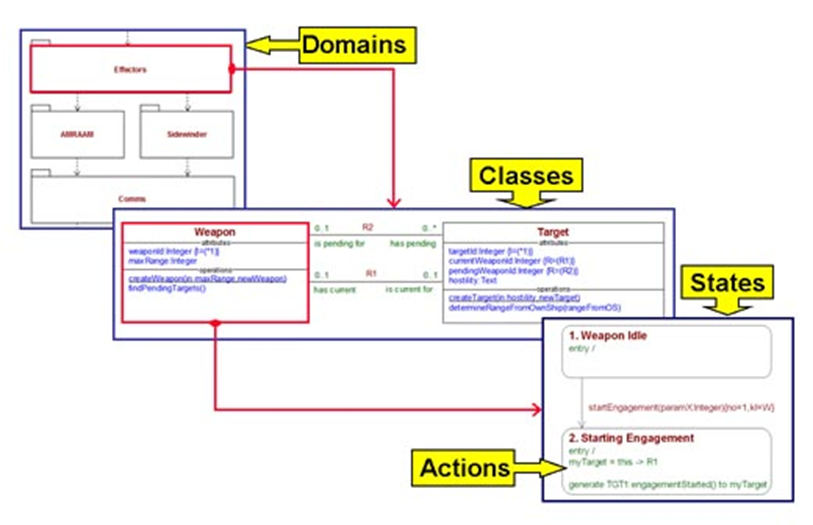 Domains
Effectors
AMRAAM
Sidewinder
Comms
Classes
Weapon
attributes
weaponId:Integer {I=(*1)}
maxRange:Integer
operations
createWeapon(in maxRange,newWeapon)
findPendingTargets()
0..1 R2 0..*
is pending for has pending
0..1 R1 0..1
has current is current for
Target
attributes
targetId:Integer {I=(*1)}
currentWeaponId:Integer {R=(R1)}
pendingWeaponId:Integer {R=(R2)}
hostility:Text
operations
createTarget(in hostility,newTarget)
determineRangeFromOwnShip(rangeFromOS)
States
1. Weapon Idle
entry /
startEngagement(paramX:Integer){no=1,kl=W}
2. Starting Engagement
entry /
myTarget = this -> R1
generate TGT1:engagementStarted() to myTarget
Actions